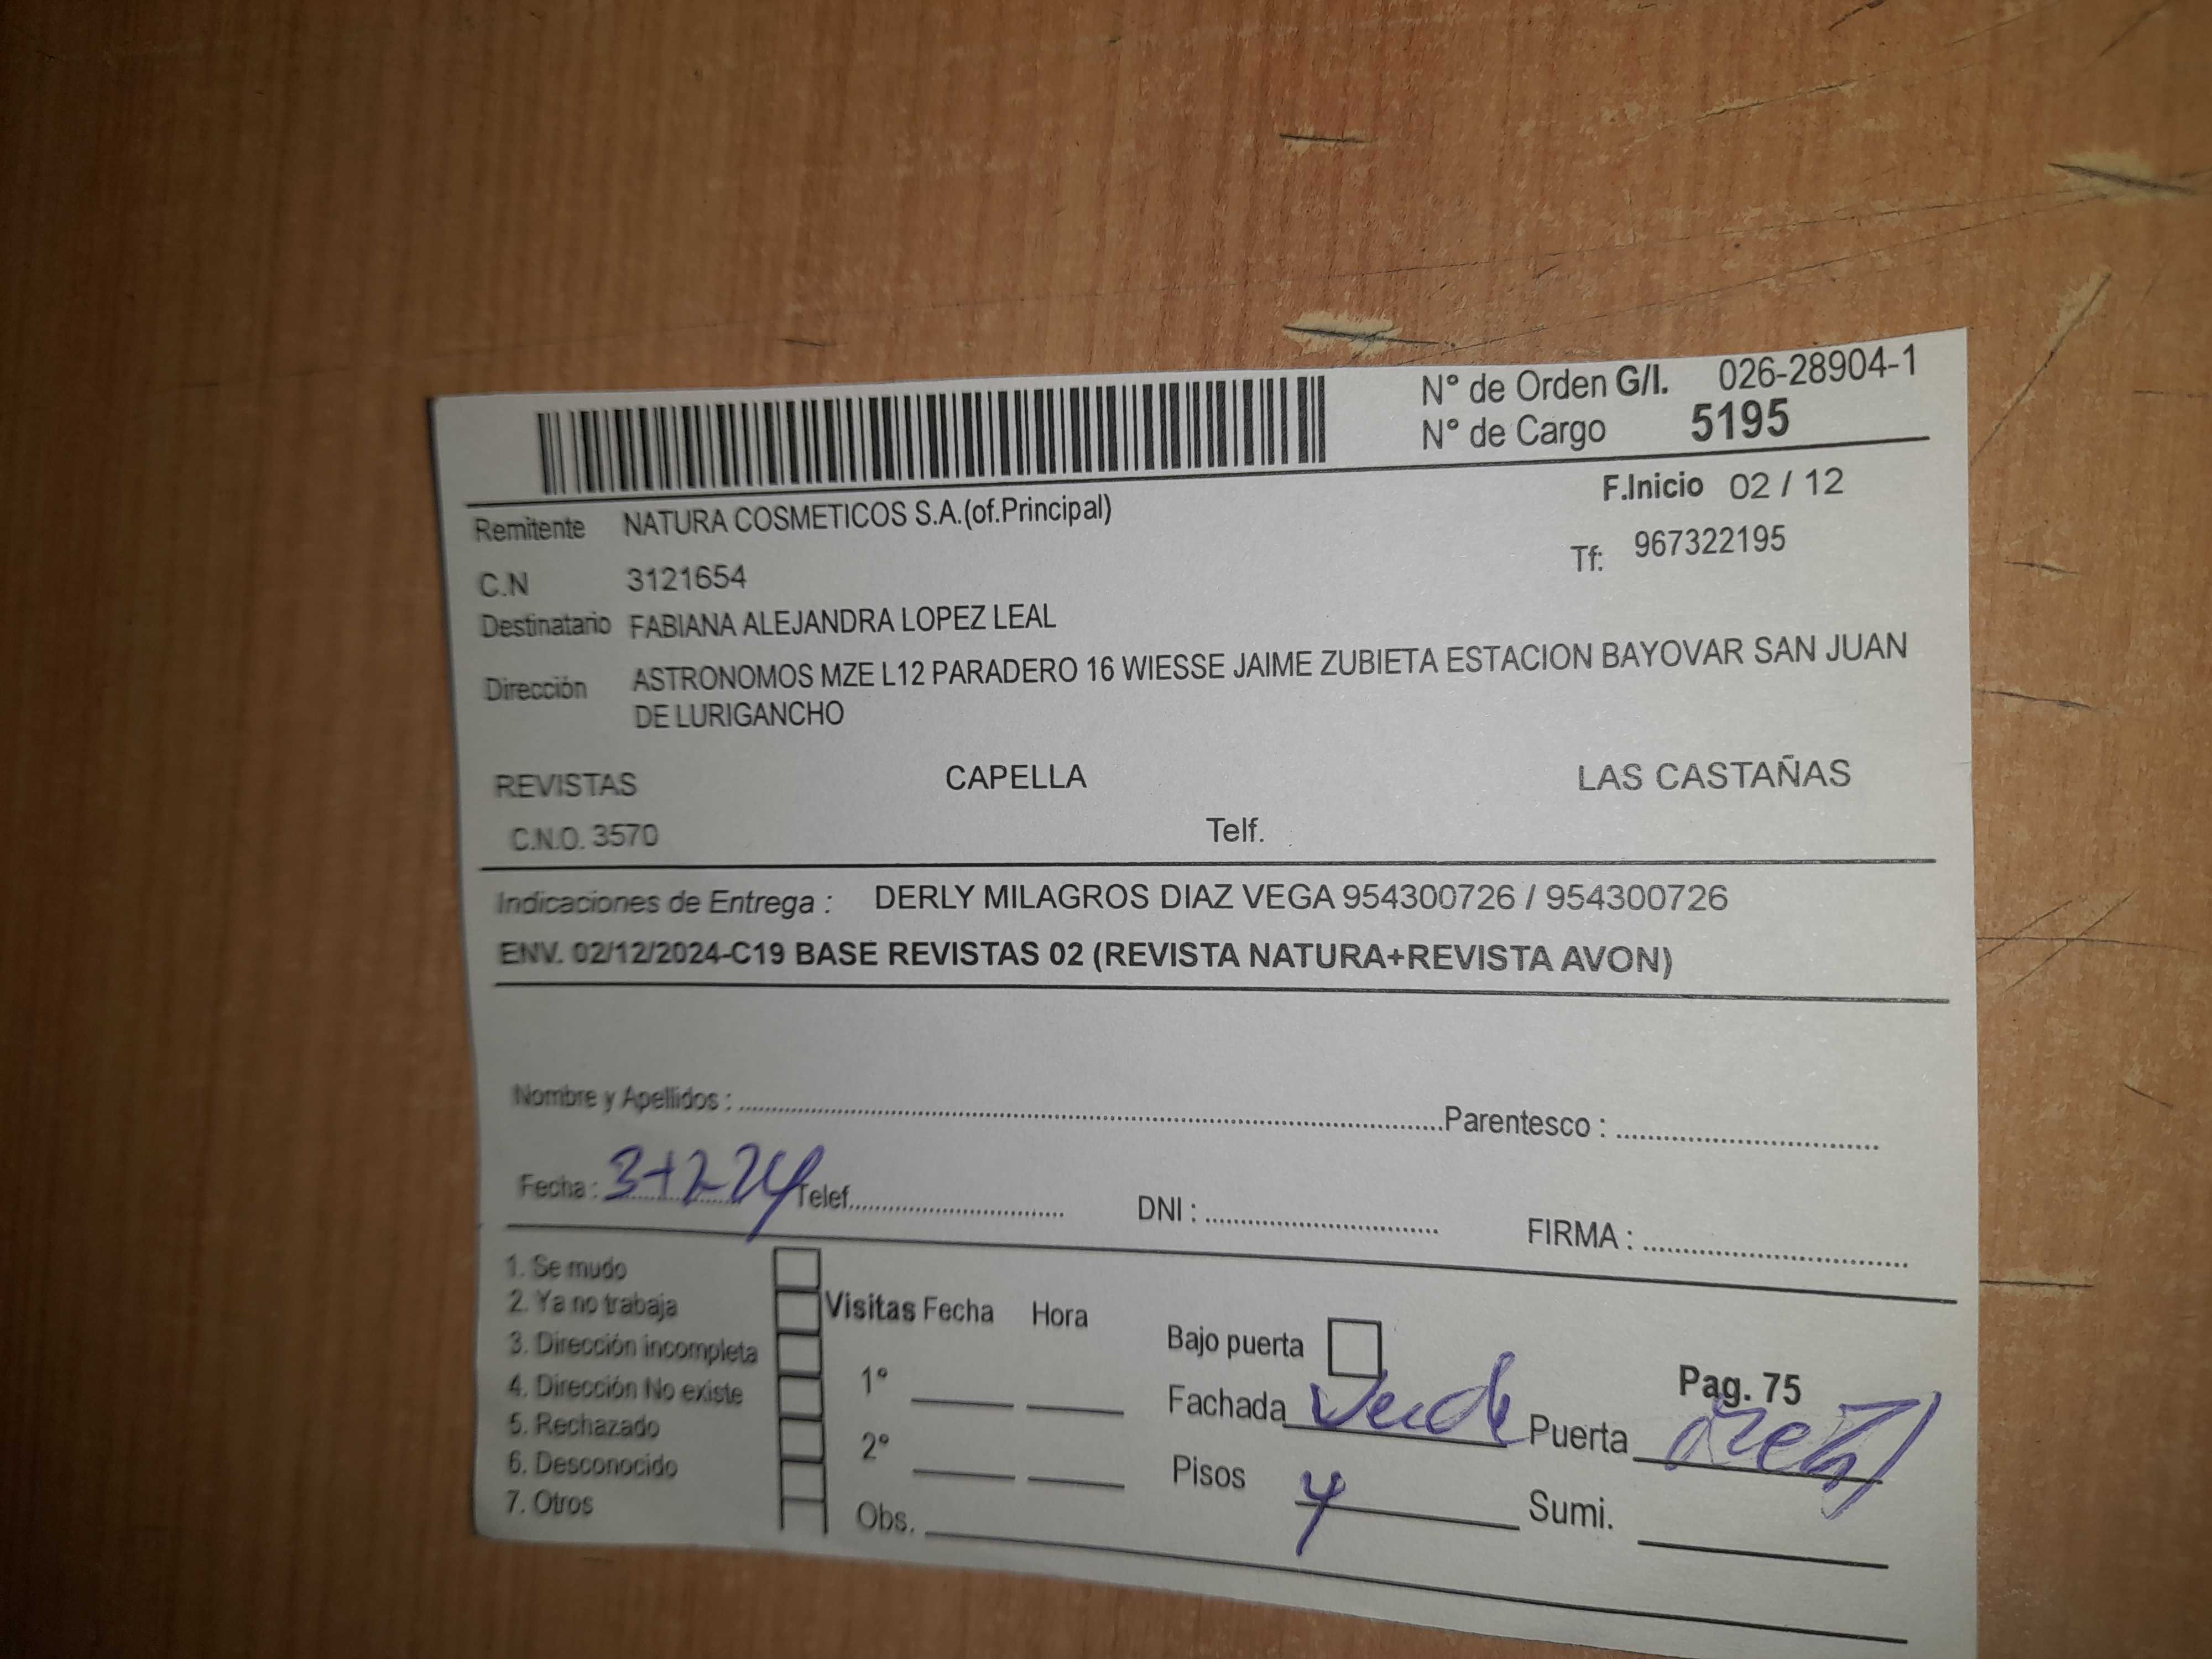 N° de Orden G/I. 026-28904-1
N° de Cargo 5195
F.Inicio 02 / 12
Remitente NATURA COSMETICOS S.A.(of.Principal)
Tf: 967322195
C.N 3121654
Destinatario FABIANA ALEJANDRA LOPEZ LEAL
Dirección ASTRONOMOS MZE L12 PARADERO 16 WIESSE JAIME ZUBIETA ESTACION BAYOVAR SAN JUAN
DE LURIGANCHO
REVISTAS CAPELLA LAS CASTAÑAS
C.N.O. 3570 Telf.
Indicaciones de Entrega : DERLY MILAGROS DIAZ VEGA 954300726 / 954300726
ENV. 02/12/2024-C19 BASE REVISTAS 02 (REVISTA NATURA+REVISTA AVON)
Nombre y Apellidos : Parentesco :
Fecha : 3-12-24 Telef. DNI : FIRMA :
1. Se mudo
2. Ya no trabaja Visitas Fecha Hora
3. Dirección incompleta Bajo puerta
4. Dirección No existe 1° Fachada Verde Pag. 75
5. Rechazado 2° Puerta
6. Desconocido Pisos 4
7. Otros Obs. Sumi.